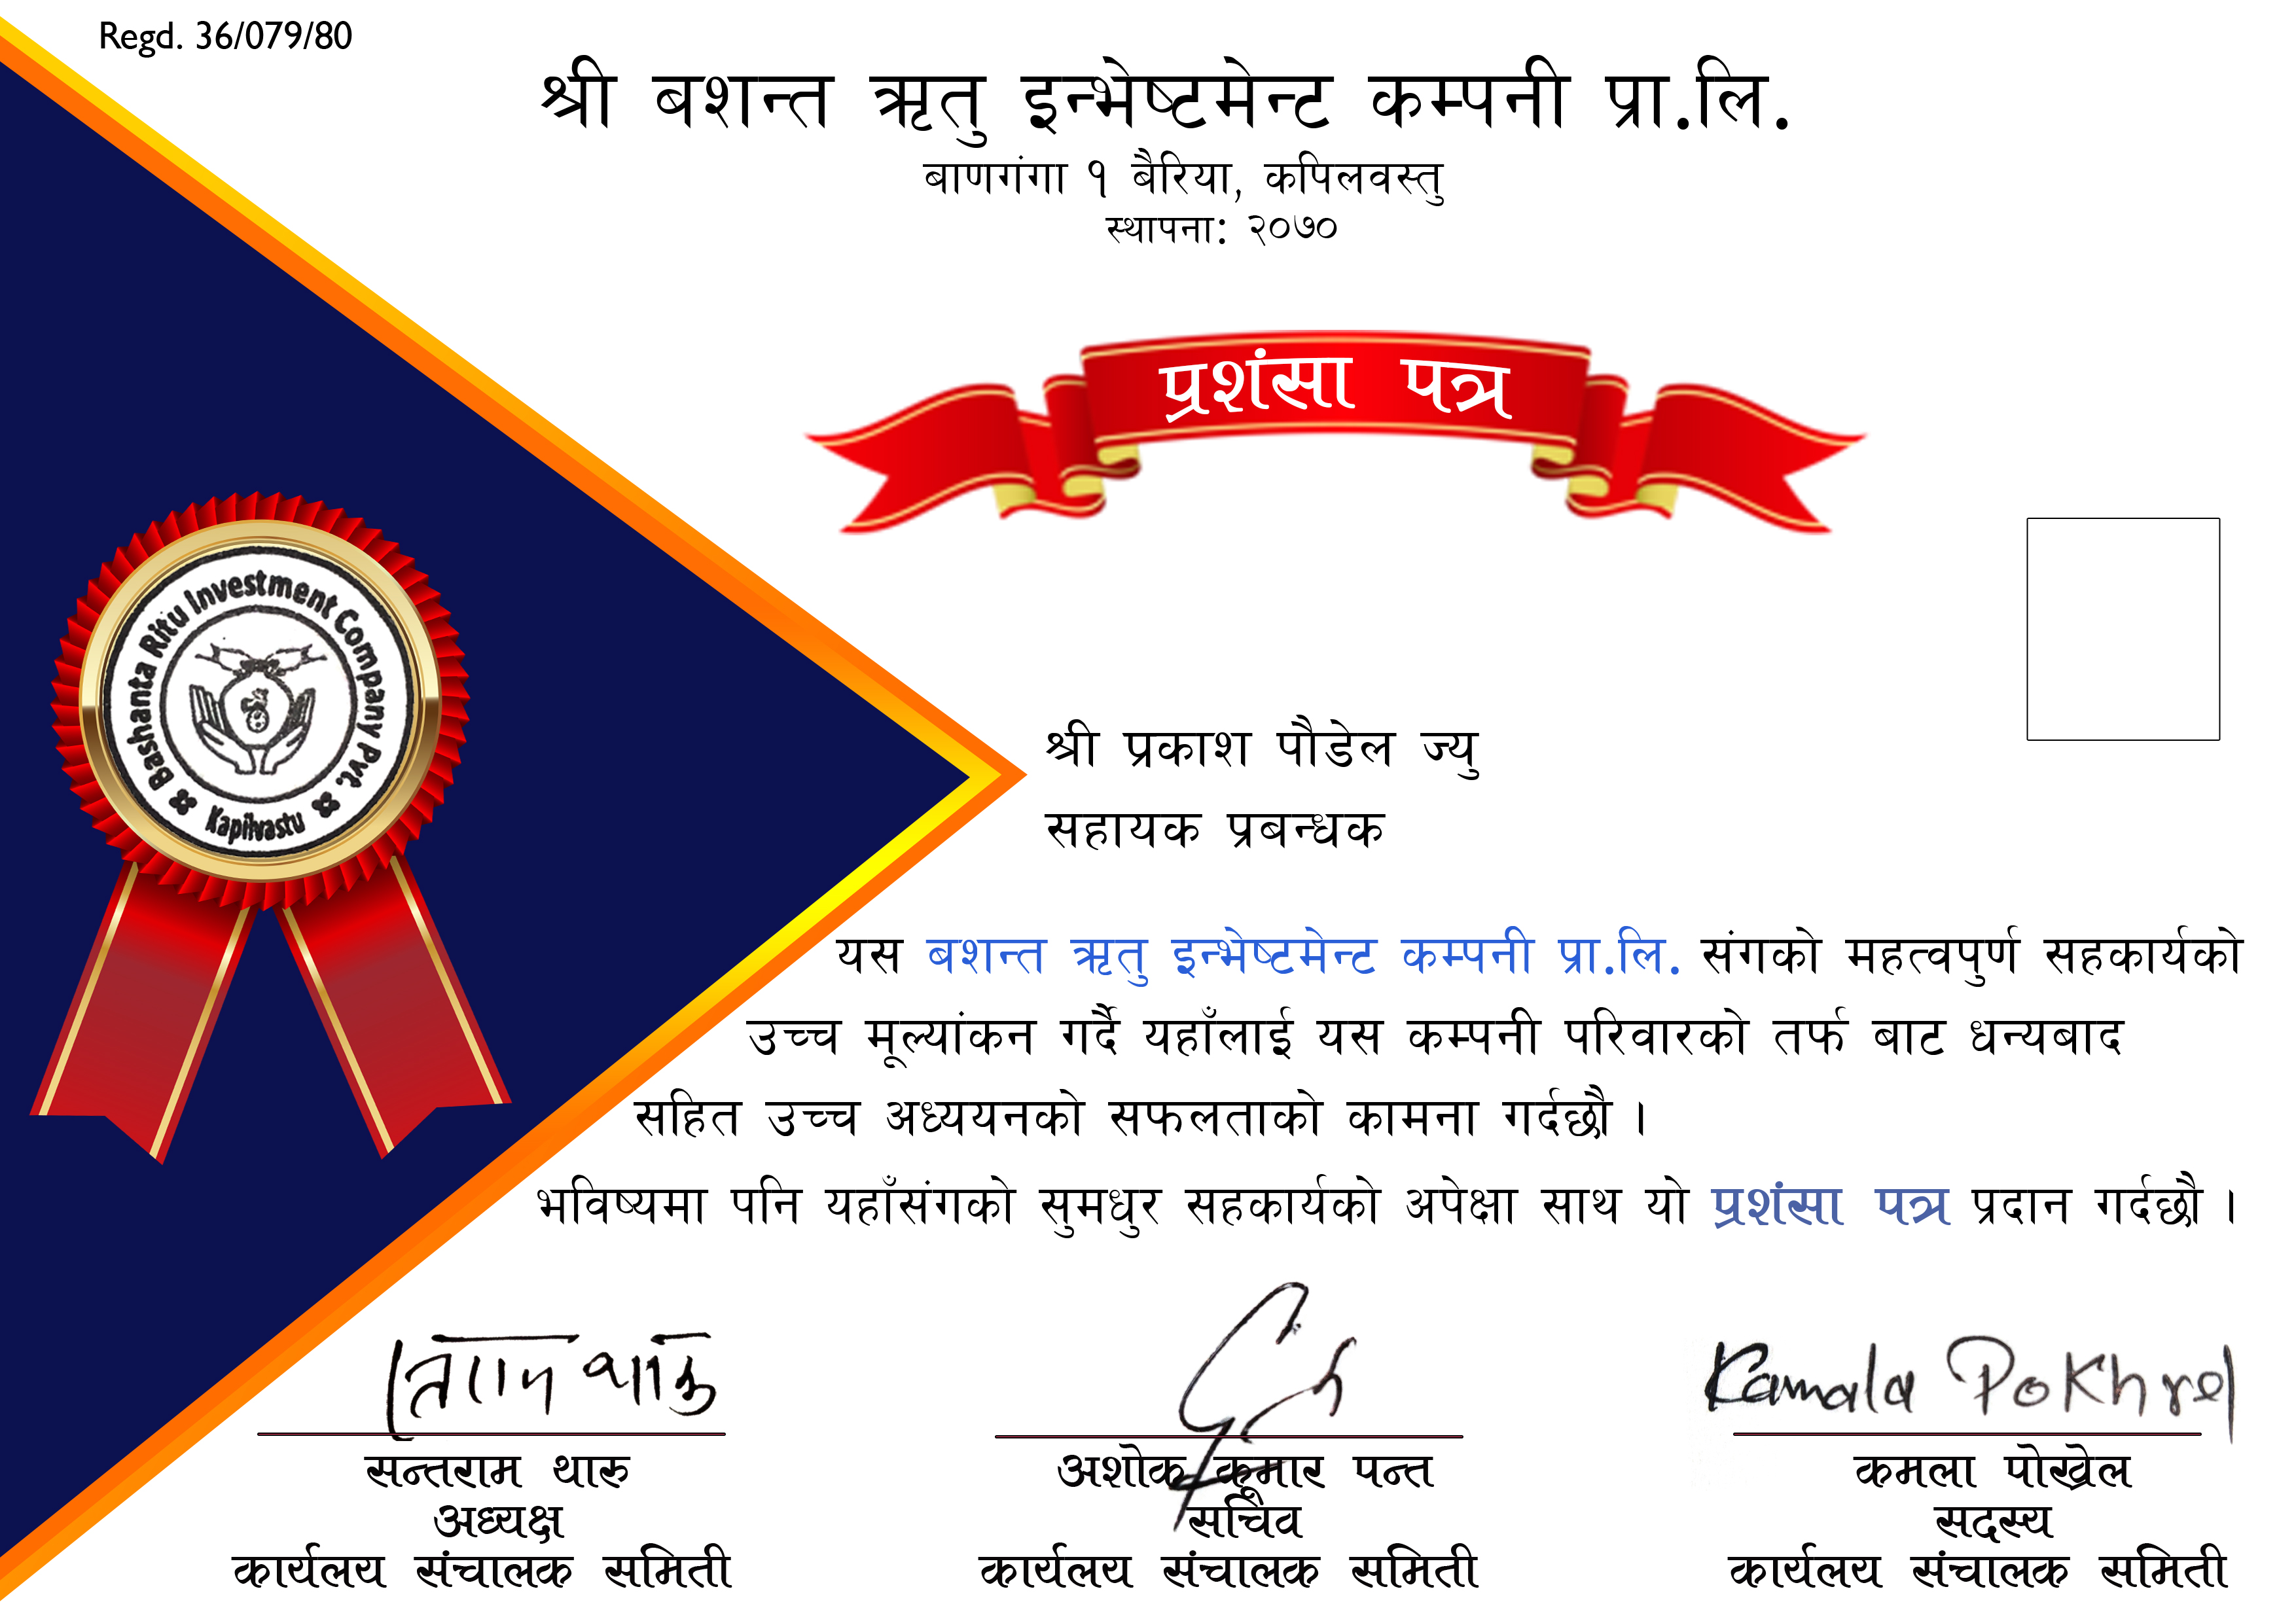 Regd. 36/079/80
श्री बशन्त ऋतु इन्भेष्टमेन्ट कम्पनी प्रा.लि.
बाणगंगा १ बैरिया, कपिलवस्तु
स्थापना: २०७०
प्रशंसा पत्र
Bashanta Ritu Investment Company Pvt.
Kapilvastu
श्री प्रकाश पौडेल ज्यु
सहायक प्रबन्धक
यस बशन्त ऋतु इन्भेष्टमेन्ट कम्पनी प्रा.लि. संगको महत्वपुर्ण सहकार्यको
उच्च मूल्यांकन गर्दै यहाँलाई यस कम्पनी परिवारको तर्फ बाट धन्यबाद
सहित उच्च अध्ययनको सफलताको कामना गर्दछौ ।
भविष्यमा पनि यहाँसंगको सुमधुर सहकार्यको अपेक्षा साथ यो प्रशंसा पत्र प्रदान गर्दछौ ।
Kamala Pokhrel
सन्तराम थारु अशोक कूमार पन्त कमला पोख्रेल
अध्यक्ष सचिव सदस्य
कार्यलय संचालक समिती कार्यलय संचालक समिती कार्यलय संचालक समिती